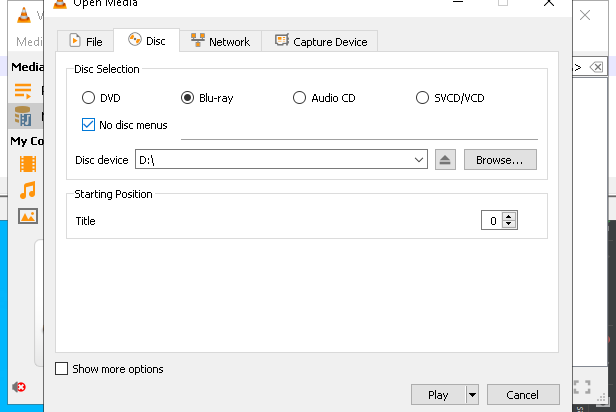 Open Media
Medi
File
Disc
Network
Capture Device
Media
Disc Selection
DVD
Blu-ray
Audio CD
SVCD/VCD
No disc menus
My Co
Disc device
D:\
Browse...
Starting Position
Title
0
Show more options
Play
Cancel